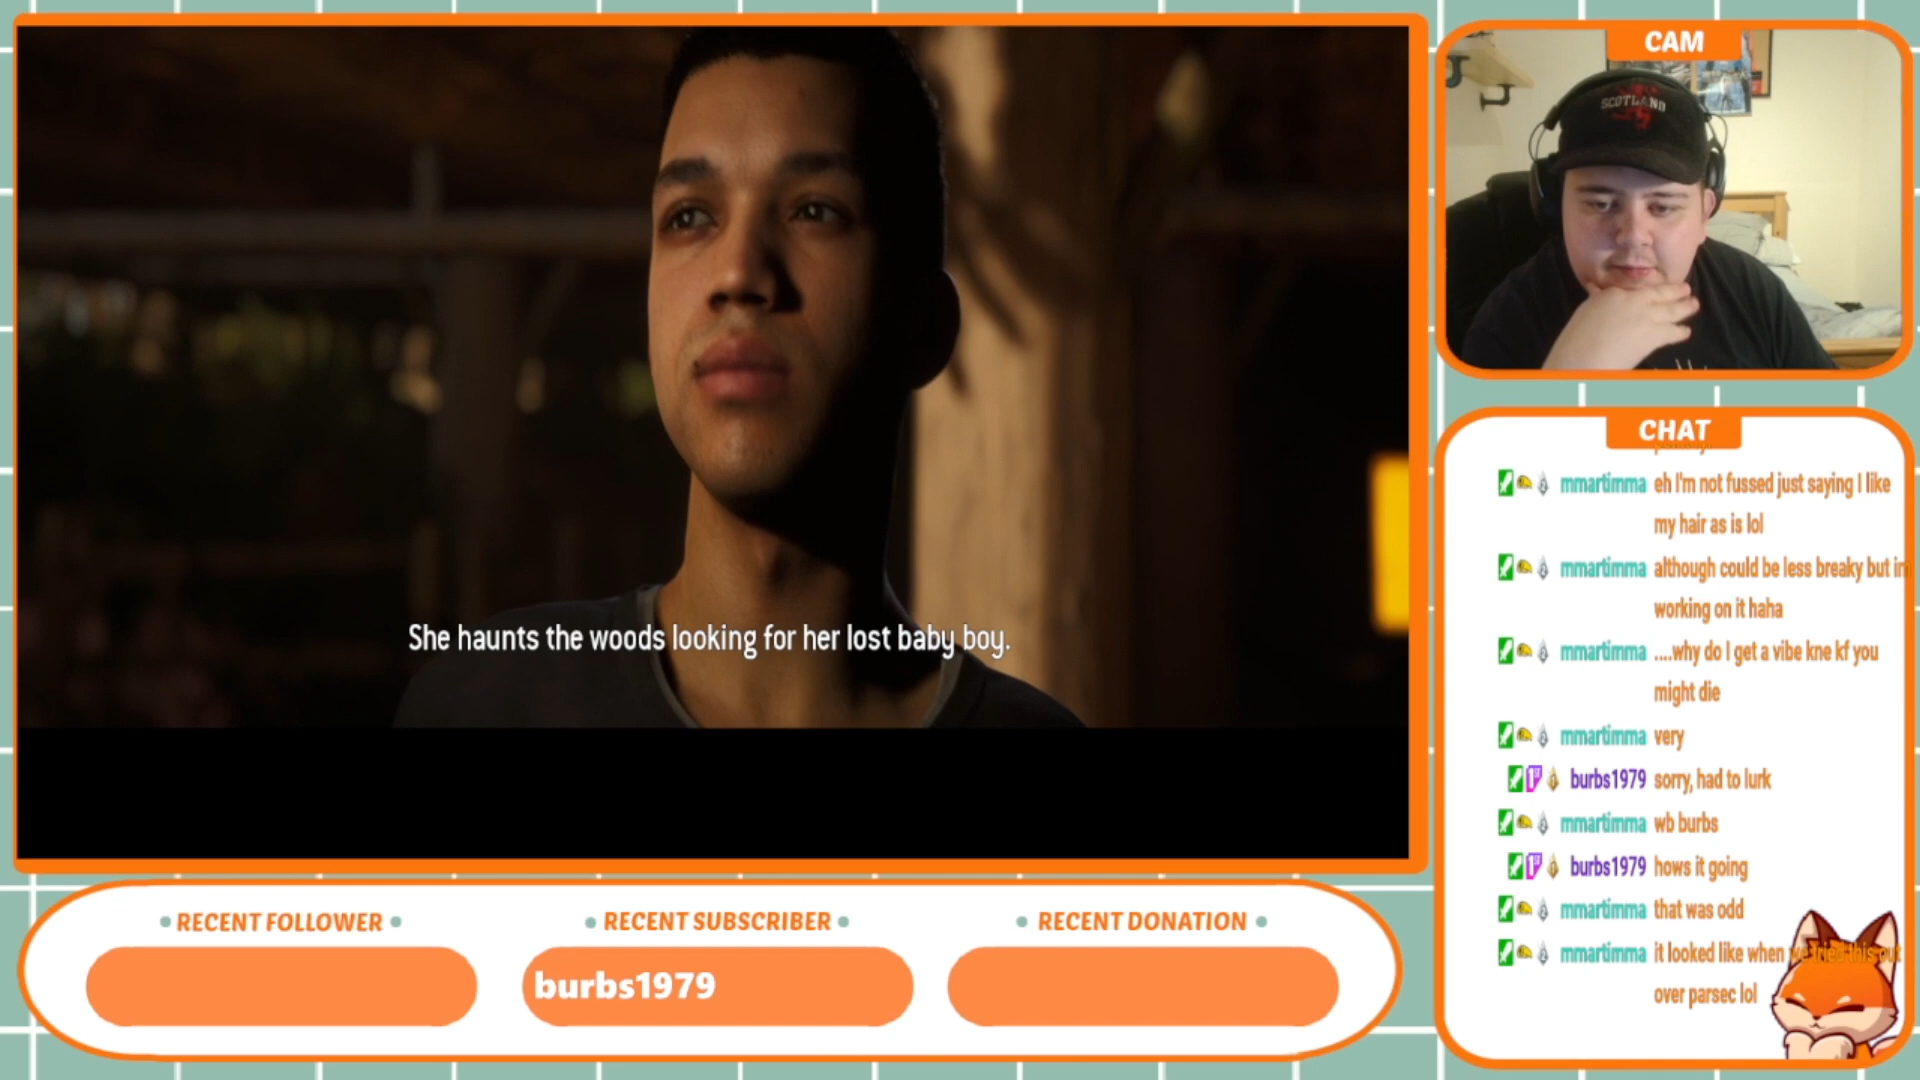 CAM
SCOTLAND
She haunts the woods looking for her lost baby boy.
CHAT
mmartimma eh I'm not fussed just saying I like
my hair as is lol
mmartimma although could be less breaky but im
working on it haha
mmartimma ....why do I get a vibe kne kf you
might die
mmartimma very
burbs1979 sorry, had to lurk
mmartimma wb burbs
burbs1979 hows it going
mmartimma that was odd
mmartimma it looked like when we tried this out
over parsec lol
RECENT FOLLOWER
RECENT SUBSCRIBER
RECENT DONATION
burbs1979